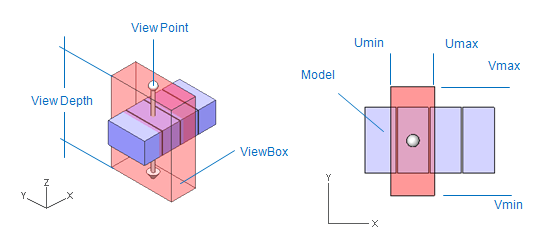 View Point
View Depth
ViewBox
Z
Y
X
Umin
Umax
Vmax
Model
Vmin
Y
X